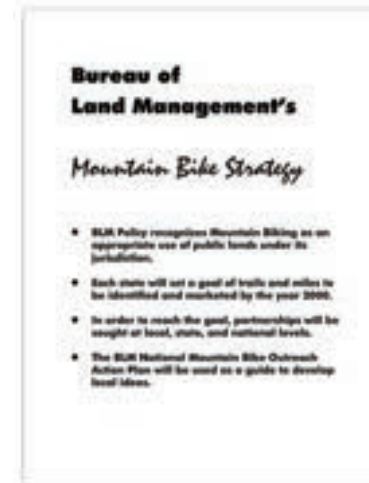 Bureau of
Land Management's
Mountain Bike Strategy
• BLM Policy recognizes Mountain Biking as an
appropriate use of public lands under its
jurisdiction.
• Each state will set a goal of trails and miles to
be identified and marketed by the year 2000.
• In order to reach the goal, partnerships will be
sought at local, state, and national levels.
• The BLM National Mountain Bike Outreach
Action Plan will be used as a guide to develop
local ideas.